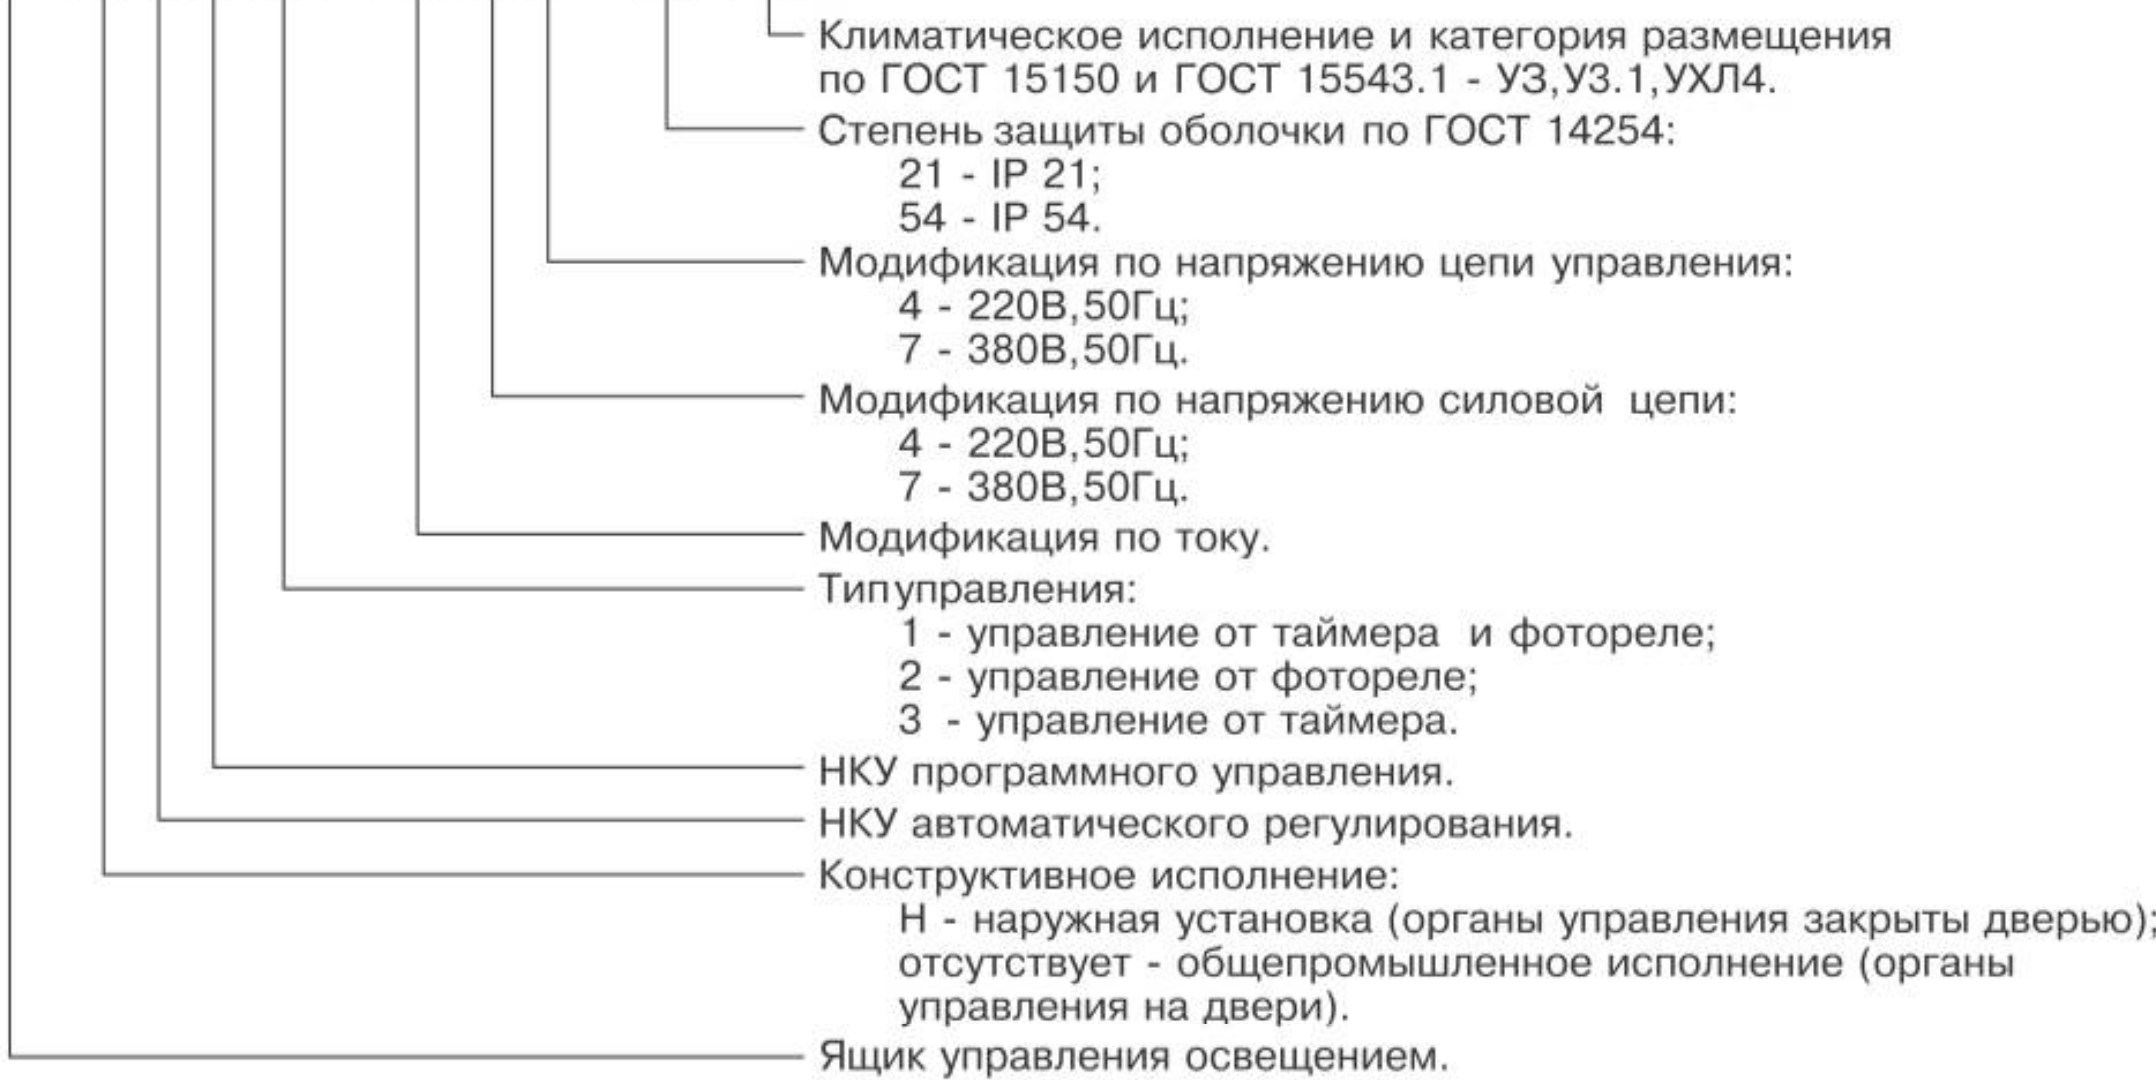 Климатическое исполнение и категория размещения
по ГОСТ 15150 и ГОСТ 15543.1 - У3,У3.1,УХЛ4.
Степень защиты оболочки по ГОСТ 14254:
21 - IP 21;
54 - IP 54.
Модификация по напряжению цепи управления:
4 - 220В,50Гц;
7 - 380В,50Гц.
Модификация по напряжению силовой цепи:
4 - 220В,50Гц;
7 - 380В,50Гц.
Модификация по току.
Тип управления:
1 - управление от таймера и фотореле;
2 - управление от фотореле;
3 - управление от таймера.
НКУ программного управления.
НКУ автоматического регулирования.
Конструктивное исполнение:
Н - наружная установка (органы управления закрыты дверью);
отсутствует - общепромышленное исполнение (органы
управления на двери).
Ящик управления освещением.